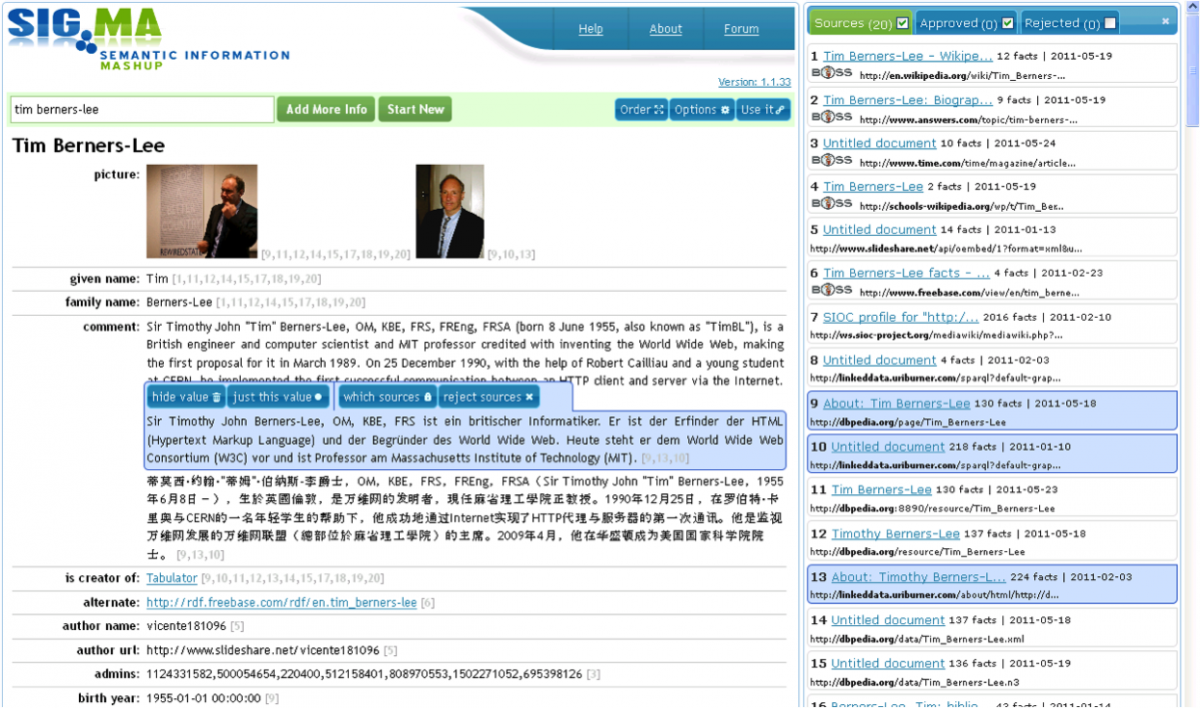 SIG.MA
SEMANTIC INFORMATION
MASHUP
Help About Forum
Version: 1.1.33
tim berners-lee Add More Info Start New Order Options Use it
Tim Berners-Lee
picture:
REWIREDSTATE
[9,11,12,14,15,17,18,19,20] [9,10,13]
given name: Tim [1,11,12,14,15,17,18,19,20]
family name: Berners-Lee [1,11,12,14,15,17,18,19,20]
comment: Sir Timothy John "Tim" Berners-Lee, OM, KBE, FRS, FREng, FRSA (born 8 June 1955, also known as "TimBL"), is a
British engineer and computer scientist and MIT professor credited with inventing the World Wide Web, making
the first proposal for it in March 1989. On 25 December 1990, with the help of Robert Cailliau and a young student
at CERN, he implemented the first successful communication between an HTTP client and server via the Internet.
hide value just this value which sources reject sources
Sir Timothy John Berners-Lee, OM, KBE, FRS ist ein britischer Informatiker. Er ist der Erfinder der HTML
(Hypertext Markup Language) und der Begründer des World Wide Web. Heute steht er dem World Wide Web
Consortium (W3C) vor und ist Professor am Massachusetts Institute of Technology (MIT). [9,13,10]
蒂莫西·约翰·"蒂姆"·伯纳斯-李爵士，OM, KBE, FRS, FREng, FRSA（Sir Timothy John "Tim" Berners-Lee, 1955
年6月8日－），生於英國倫敦，是万维网的发明者，現任麻省理工學院正教授。1990年12月25日，在罗伯特·卡
里奥与CERN的一名年轻学生的帮助下，他成功地通过Internet实现了HTTP代理与服务器的第一次通讯。他是监视
万维网发展的万维网联盟（總部位於麻省理工學院）的主席。2009年4月，他在华盛顿成为美国国家科学院院
士。 [9,13,10]
is creator of: Tabulator [9,10,11,12,13,14,15,17,18,19,20]
alternate: http://rdf.freebase.com/rdf/en.tim_berners-lee [6]
author name: vicente181096 [5]
author url: http://www.slideshare.net/vicente181096 [5]
admins: 1124331582,500054654,220400,512158401,808970553,1502271052,695398126 [3]
birth year: 1955-01-01 00:00:00 [9]
Sources (20) Approved (0) Rejected (0)
1 Tim Berners-Lee - Wikipe... 12 facts | 2011-05-19
BOSS http://en.wikipedia.org/wiki/Tim_Berners-...
2 Tim Berners-Lee: Biograp... 9 facts | 2011-05-19
BOSS http://www.answers.com/topic/tim-berners-...
3 Untitled document 10 facts | 2011-05-24
BOSS http://www.time.com/time/magazine/article...
4 Tim Berners-Lee 2 facts | 2011-05-19
BOSS http://schools-wikipedia.org/wp/t/Tim_Ber...
5 Untitled document 14 facts | 2011-01-13
http://www.slideshare.net/api/oembed/1?format=xml&u...
6 Tim Berners-Lee facts - ... 4 facts | 2011-02-23
BOSS http://www.freebase.com/view/en/tim_berne...
7 SIOC profile for "http:/... 2016 facts | 2011-02-10
http://ws.sioc-project.org/mediawiki/mediawiki.php?...
8 Untitled document 4 facts | 2011-02-03
http://linkeddata.uriburner.com/sparql?default-grap...
9 About: Tim Berners-Lee 130 facts | 2011-05-18
http://dbpedia.org/page/Tim_Berners-Lee
10 Untitled document 218 facts | 2011-01-10
http://linkeddata.uriburner.com/sparql?default-grap...
11 Tim Berners-Lee 130 facts | 2011-05-23
http://dbpedia.org:8890/resource/Tim_Berners-Lee
12 Timothy Berners-Lee 137 facts | 2011-05-18
http://dbpedia.org/resource/Tim_Berners-Lee
13 About: Timothy Berners-L... 224 facts | 2011-02-03
http://linkeddata.uriburner.com/about/html/http://d...
14 Untitled document 137 facts | 2011-05-18
http://dbpedia.org/data/Tim_Berners-Lee.xml
15 Untitled document 136 facts | 2011-05-19
http://dbpedia.org/data/Tim_Berners-Lee.n3
16 Berners-Lee, Tim: biblio... 43 facts | 2011-01-14